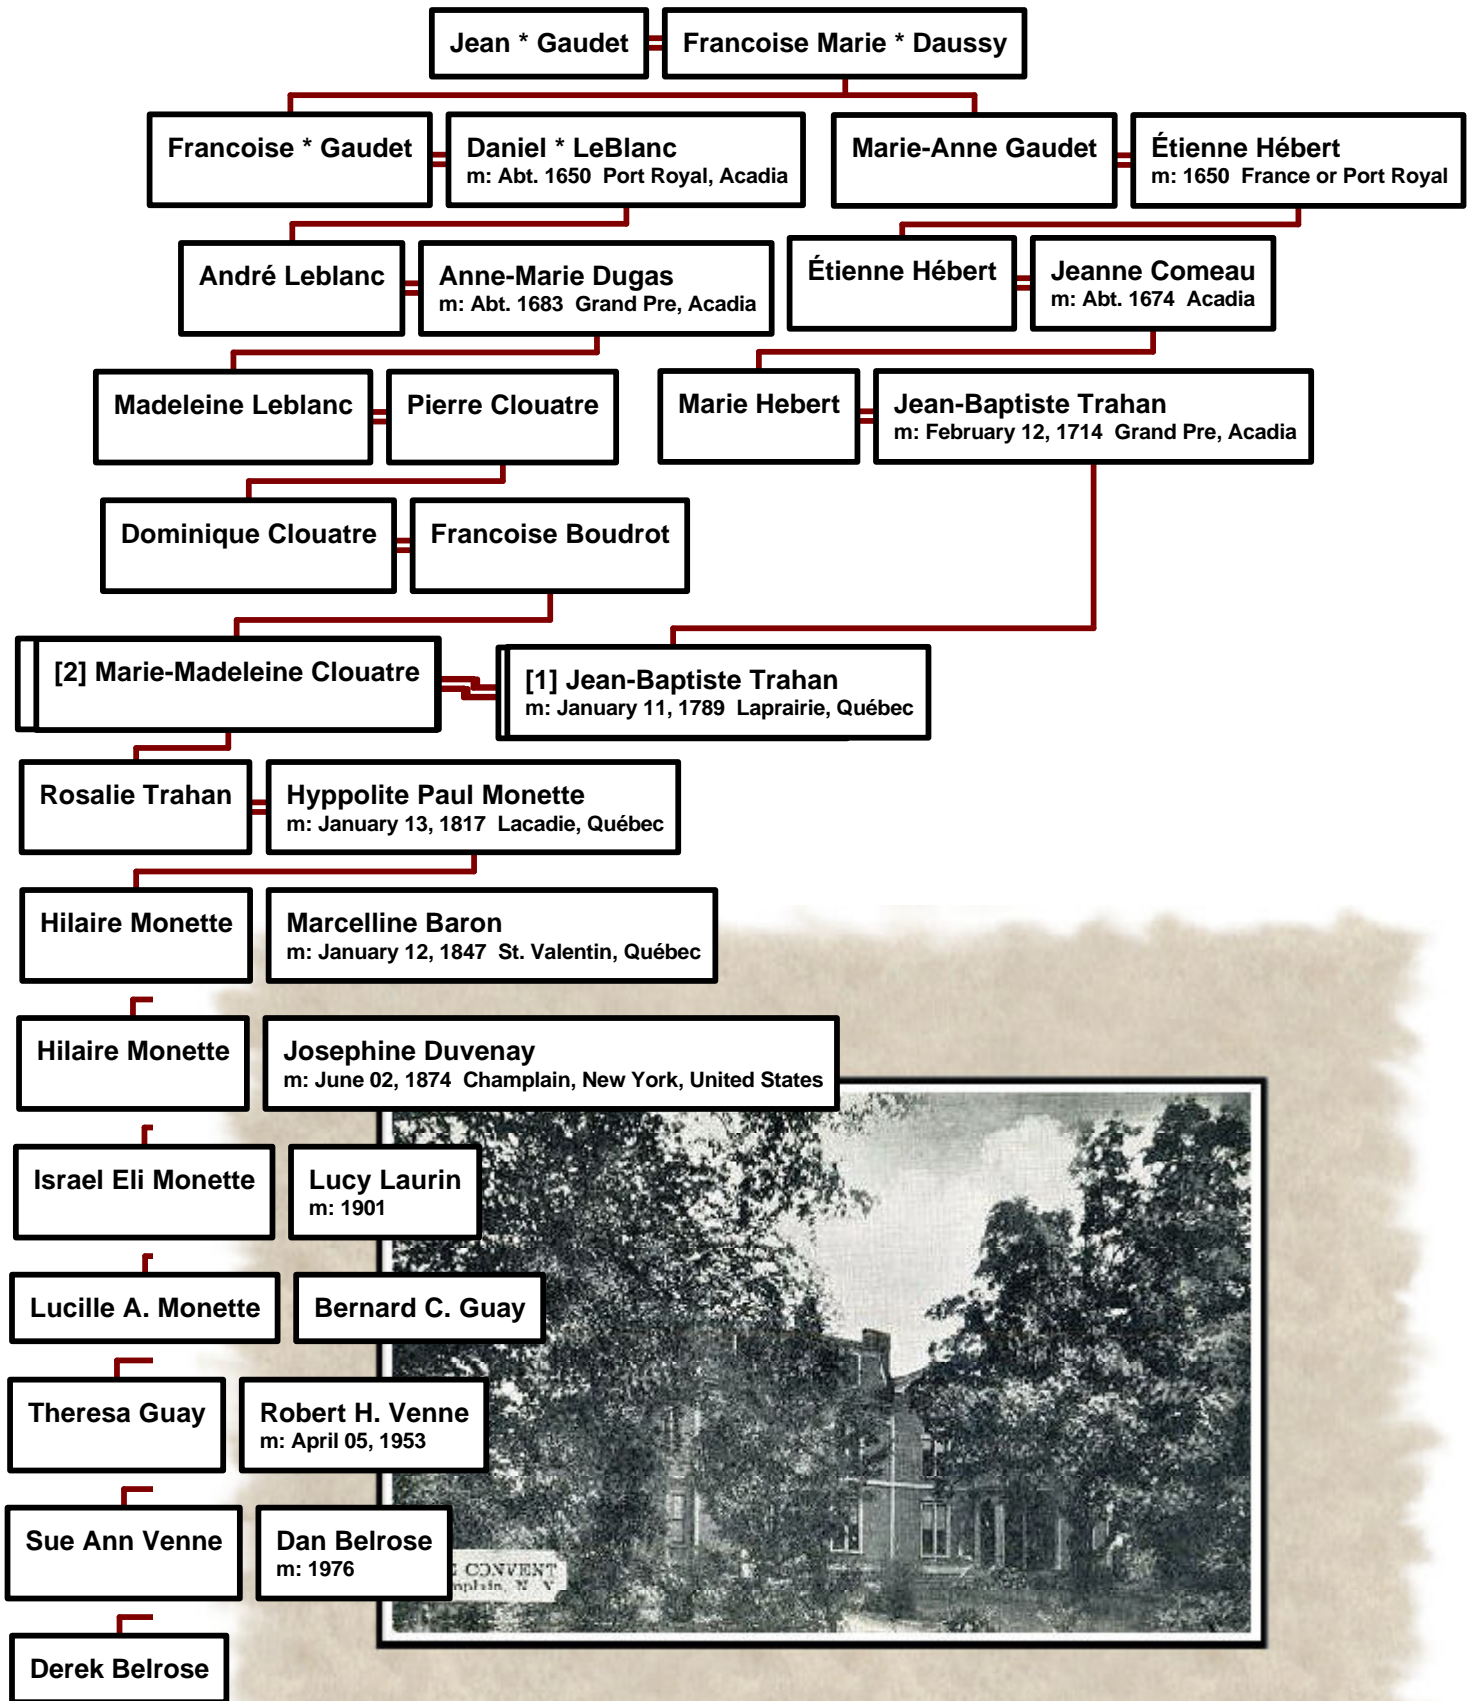 Jean * Gaudet
Francoise Marie * Daussy
Francoise * Gaudet
Daniel * LeBlanc
m: Abt. 1650 Port Royal, Acadia
Marie-Anne Gaudet
Étienne Hébert
m: 1650 France or Port Royal
André Leblanc
Anne-Marie Dugas
m: Abt. 1683 Grand Pre, Acadia
Étienne Hébert
Jeanne Comeau
m: Abt. 1674 Acadia
Madeleine Leblanc
Pierre Clouatre
Marie Hebert
Jean-Baptiste Trahan
m: February 12, 1714 Grand Pre, Acadia
Dominique Clouatre
Francoise Boudrot
[2] Marie-Madeleine Clouatre
[1] Jean-Baptiste Trahan
m: January 11, 1789 Laprairie, Québec
Rosalie Trahan
Hyppolite Paul Monette
m: January 13, 1817 Lacadie, Québec
Hilaire Monette
Marcelline Baron
m: January 12, 1847 St. Valentin, Québec
Hilaire Monette
Josephine Duvenay
m: June 02, 1874 Champlain, New York, United States
Israel Eli Monette
Lucy Laurin
m: 1901
Lucille A. Monette
Bernard C. Guay
Theresa Guay
Robert H. Venne
m: April 05, 1953
Sue Ann Venne
Dan Belrose
m: 1976
CONVENT
N. Y.
Derek Belrose